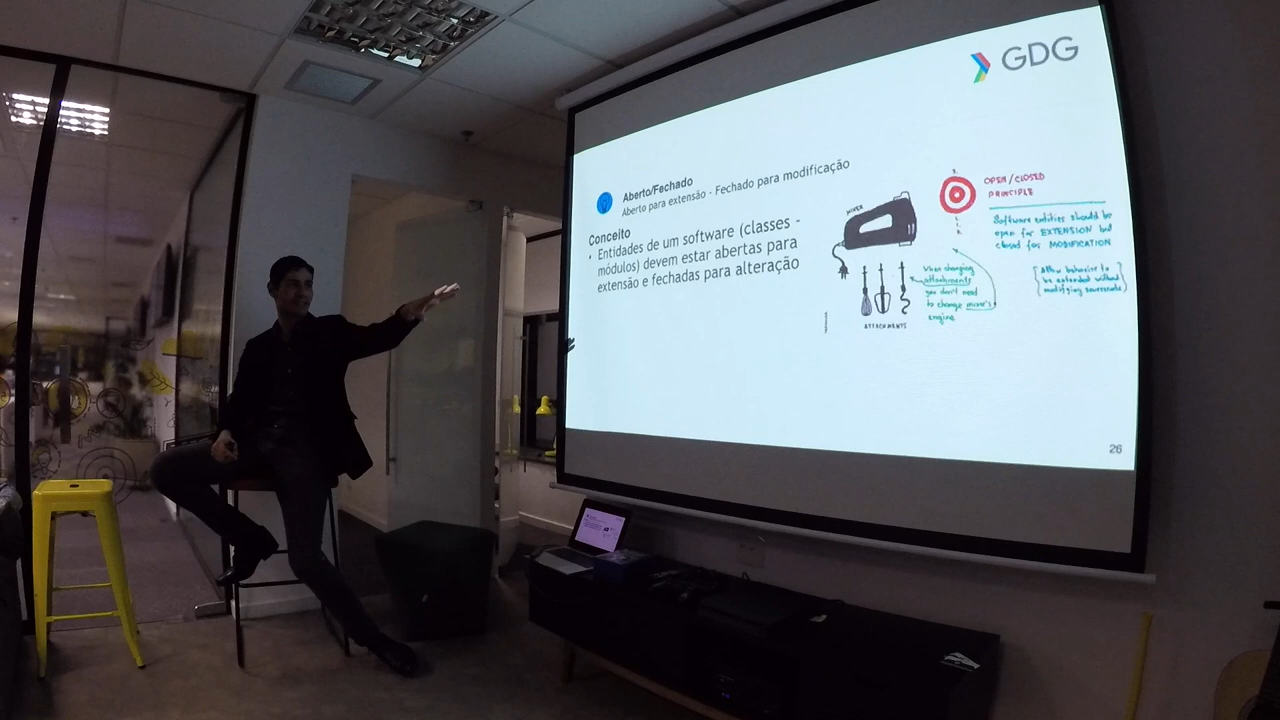 GDG
Aberto/Fechado
Aberto para extensão - Fechado para modificação
Conceito
• Entidades de um software (classes -
módulos) devem estar abertas para
extensão e fechadas para alteração
MIXER
ATTACHMENTS
When changing
attachments
you don't need
to change mixer's
engine
OPEN/CLOSED
PRINCIPLE
Software entities should be
open for EXTENSION but
closed for MODIFICATION
{Allow behavior to
be extended without
modifying sourcecode}
26